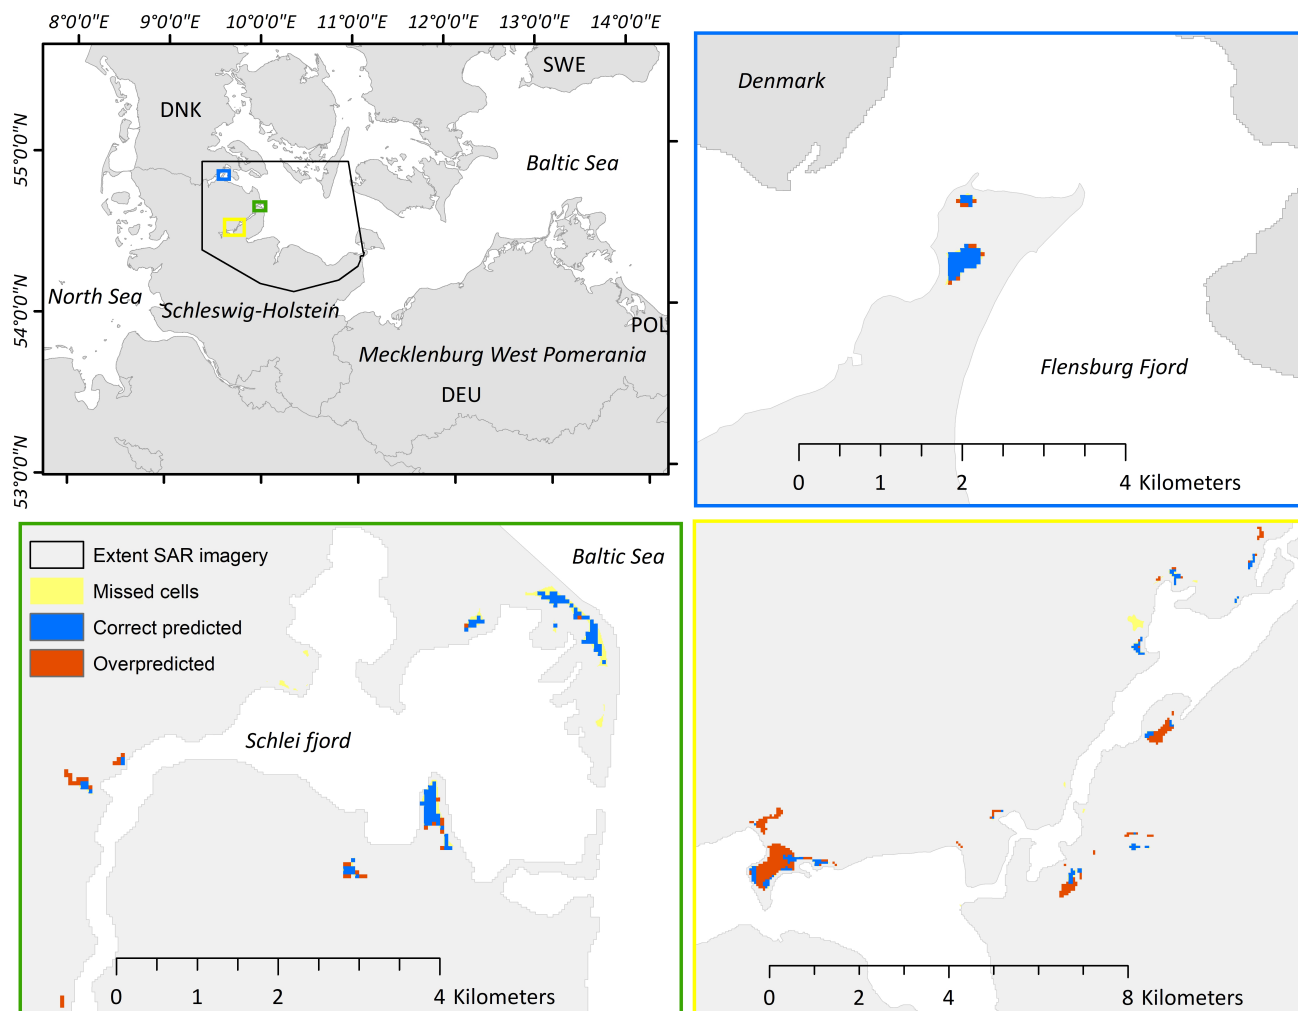 8°0'0"E 9°0'0"E 10°0'0"E 11°0'0"E 12°0'0"E 13°0'0"E 14°0'0"E
55°0'0"N
54°0'0"N
53°0'0"N
SWE
DNK
Baltic Sea
North Sea
Schleswig-Holstein
POL
Mecklenburg West Pomerania
DEU
Denmark
Flensburg Fjord
0 1 2 4 Kilometers
Baltic Sea
Extent SAR imagery
Missed cells
Correct predicted
Overpredicted
Schlei fjord
0 1 2 4 Kilometers
0 2 4 8 Kilometers